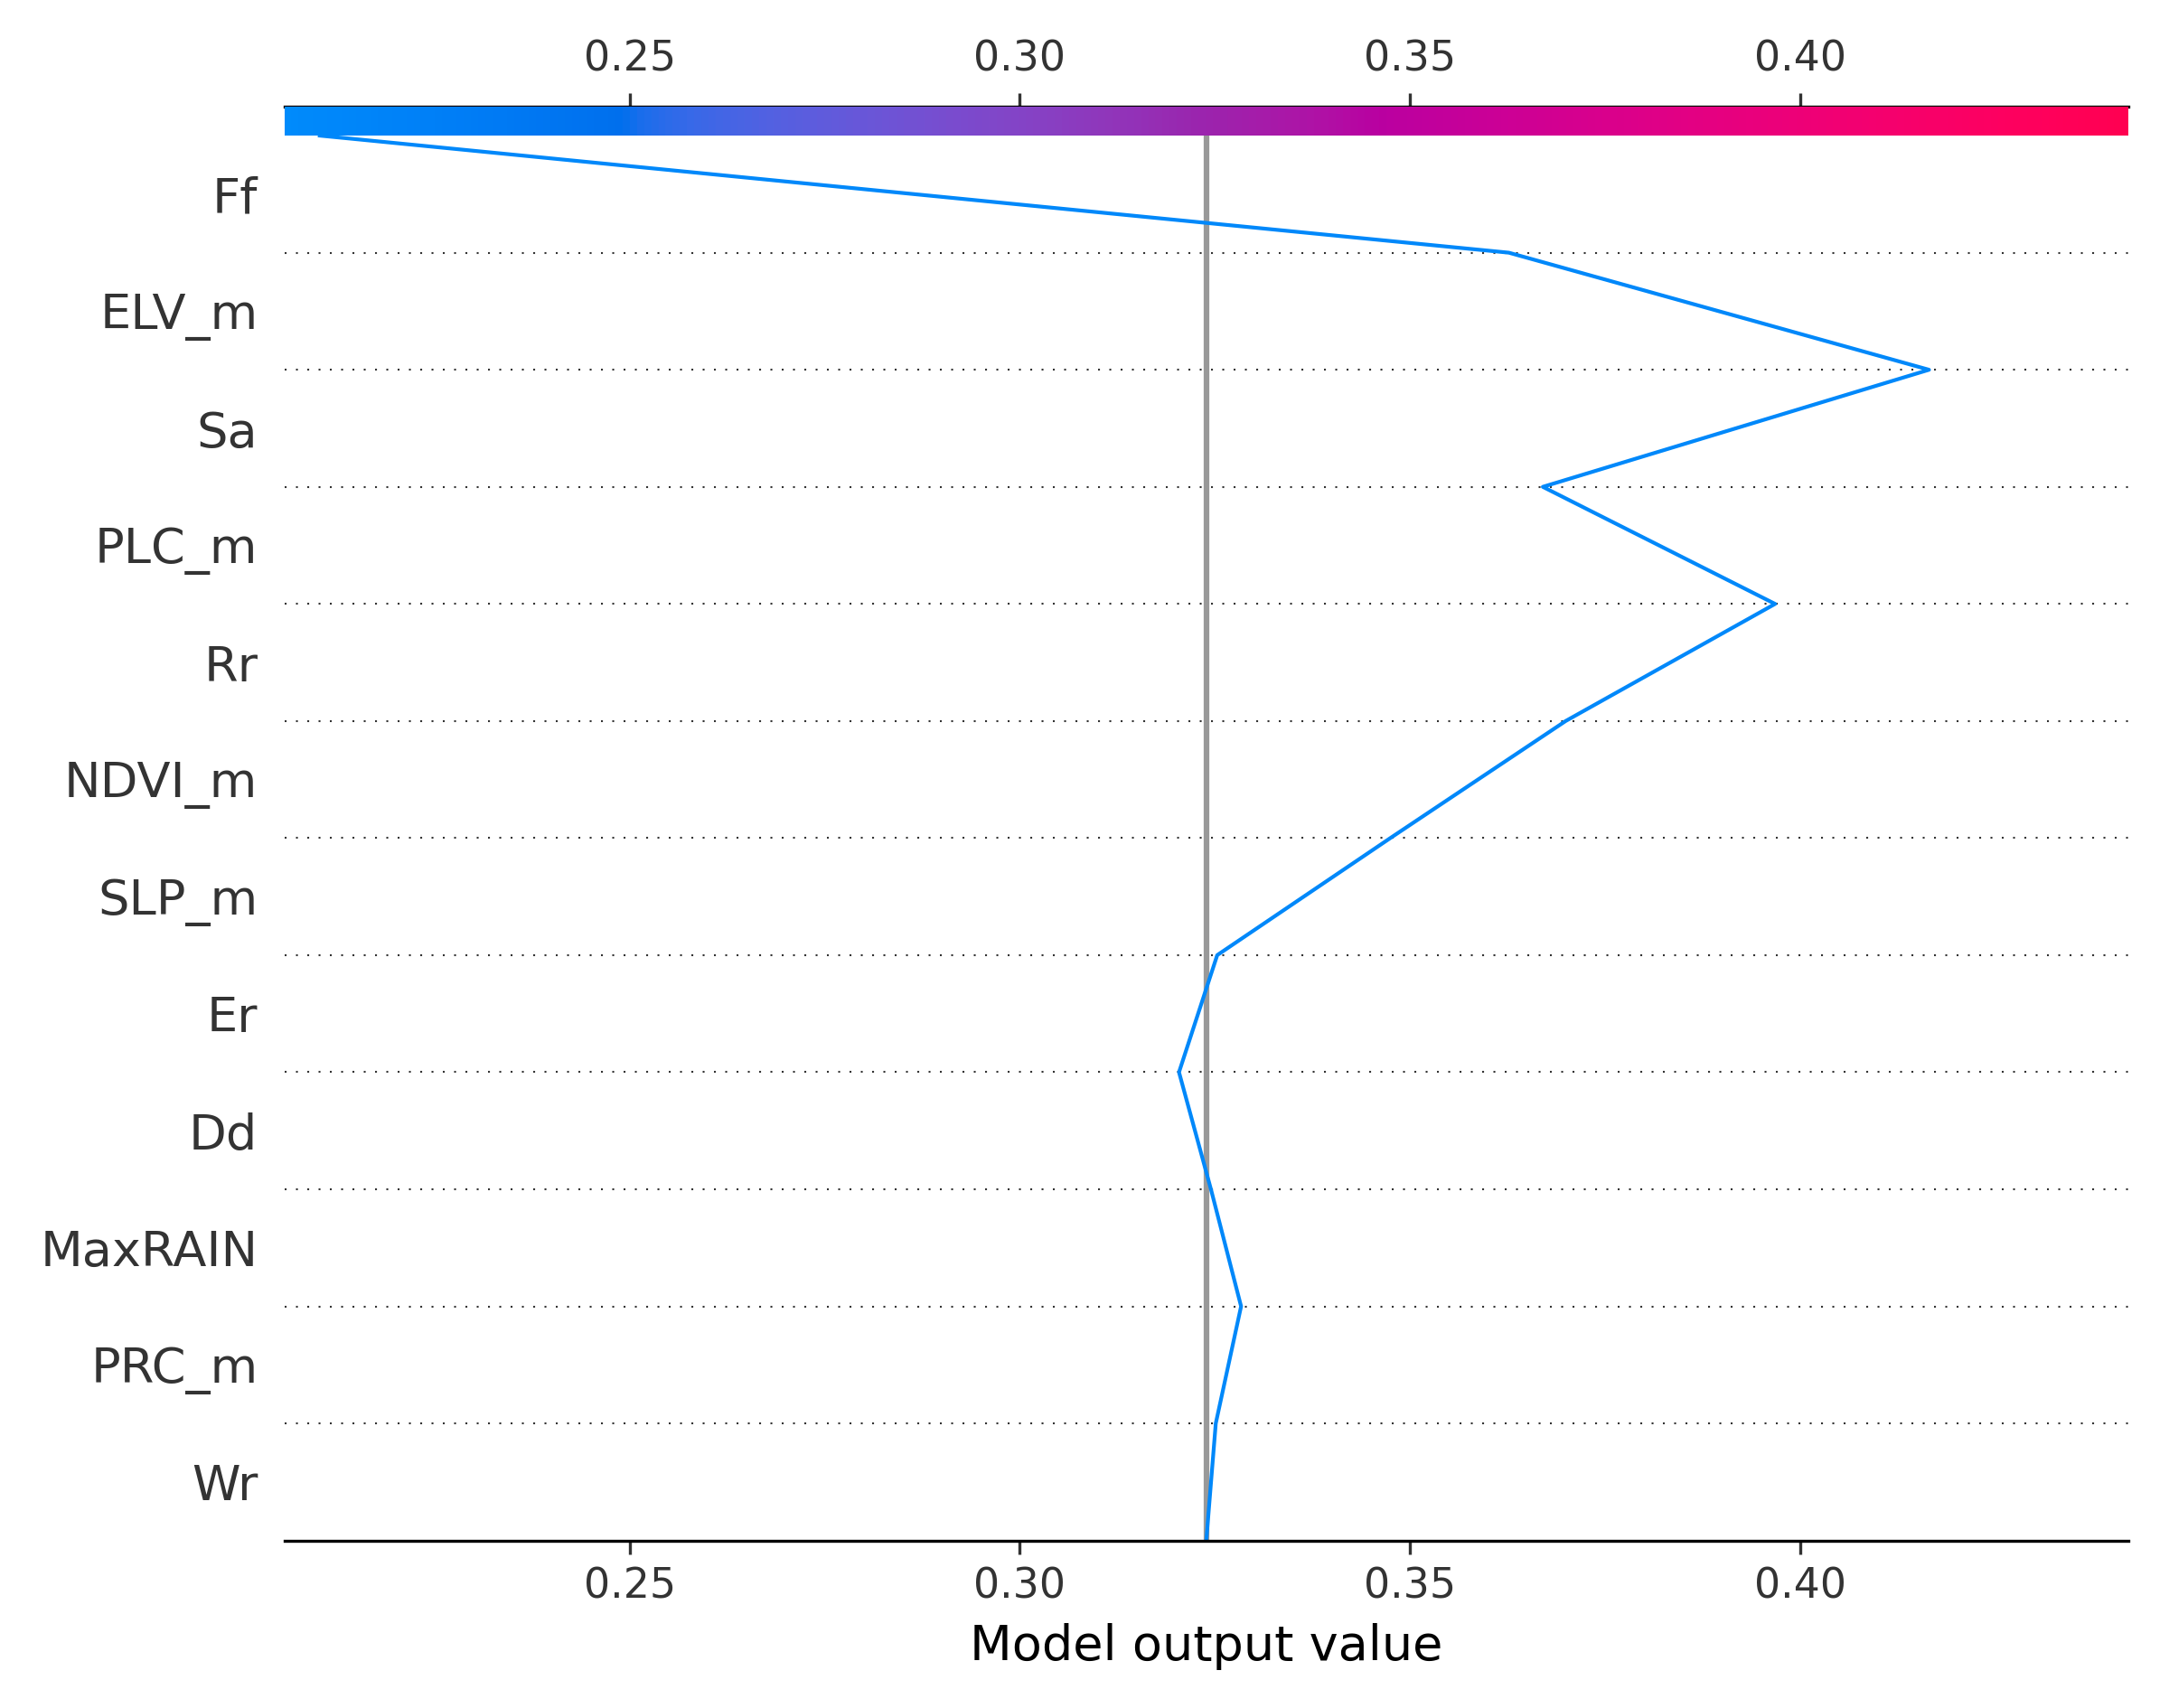 0.25 0.30 0.35 0.40
Ff
ELV_m
Sa
PLC_m
Rr
NDVI_m
SLP_m
Er
Dd
MaxRAIN
PRC_m
Wr
0.25 0.30 0.35 0.40
Model output value